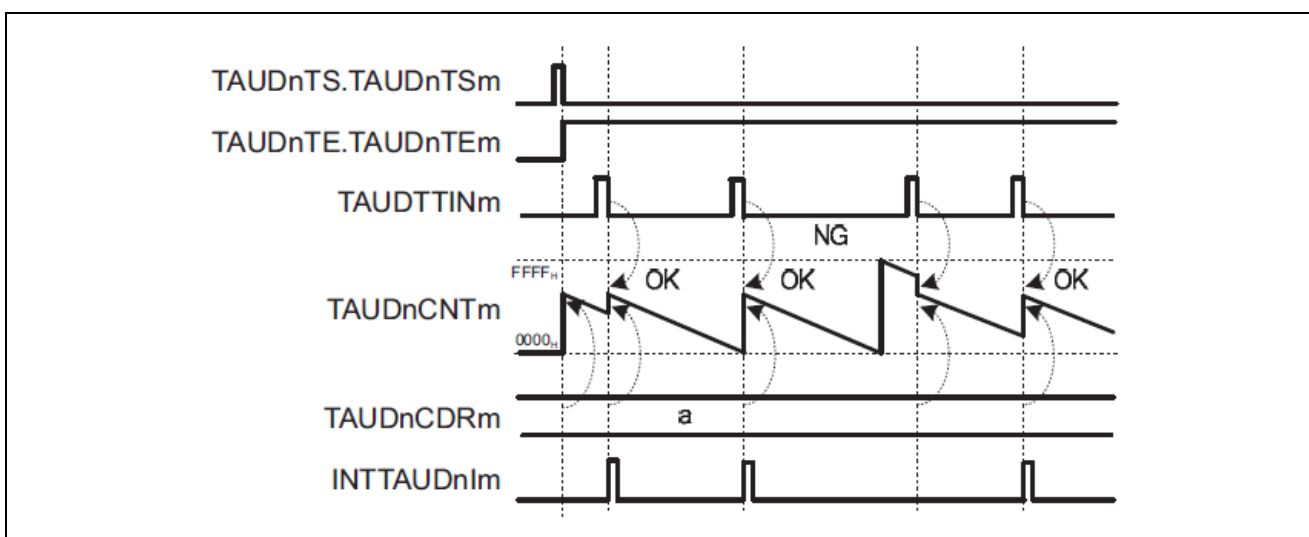 TAUDnTS.TAUDnTSm
TAUDnTE.TAUDnTEm
TAUDTTINm
NG
FFFFH
OK OK OK
TAUDnCNTm
0000H
TAUDnCDRm
a
INTTAUDnIm